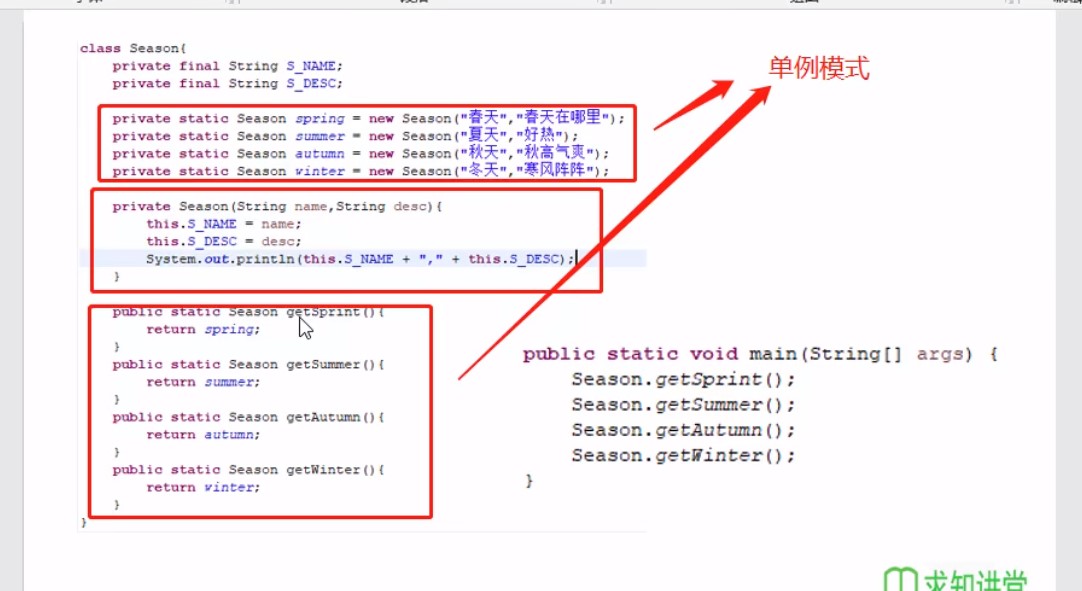 class Season{
private final String S_NAME;
private final String S_DESC;
单例模式
private static Season spring = new Season("春天","春天在哪里");
private static Season summer = new Season("夏天","好热");
private static Season autumn = new Season("秋天","秋高气爽");
private static Season winter = new Season("冬天","寒风阵阵");
private Season(String name,String desc){
this.S_NAME = name;
this.S_DESC = desc;
System.out.println(this.S_NAME + "," + this.S_DESC);
}
public static Season getSprint(){
return spring;
}
public static Season getSummer(){
return summer;
}
public static Season getAutumn(){
return autumn;
}
public static Season getWinter(){
return winter;
}
}
public static void main(String[] args) {
Season.getSprint();
Season.getSummer();
Season.getAutumn();
Season.getWinter();
}
求知讲堂